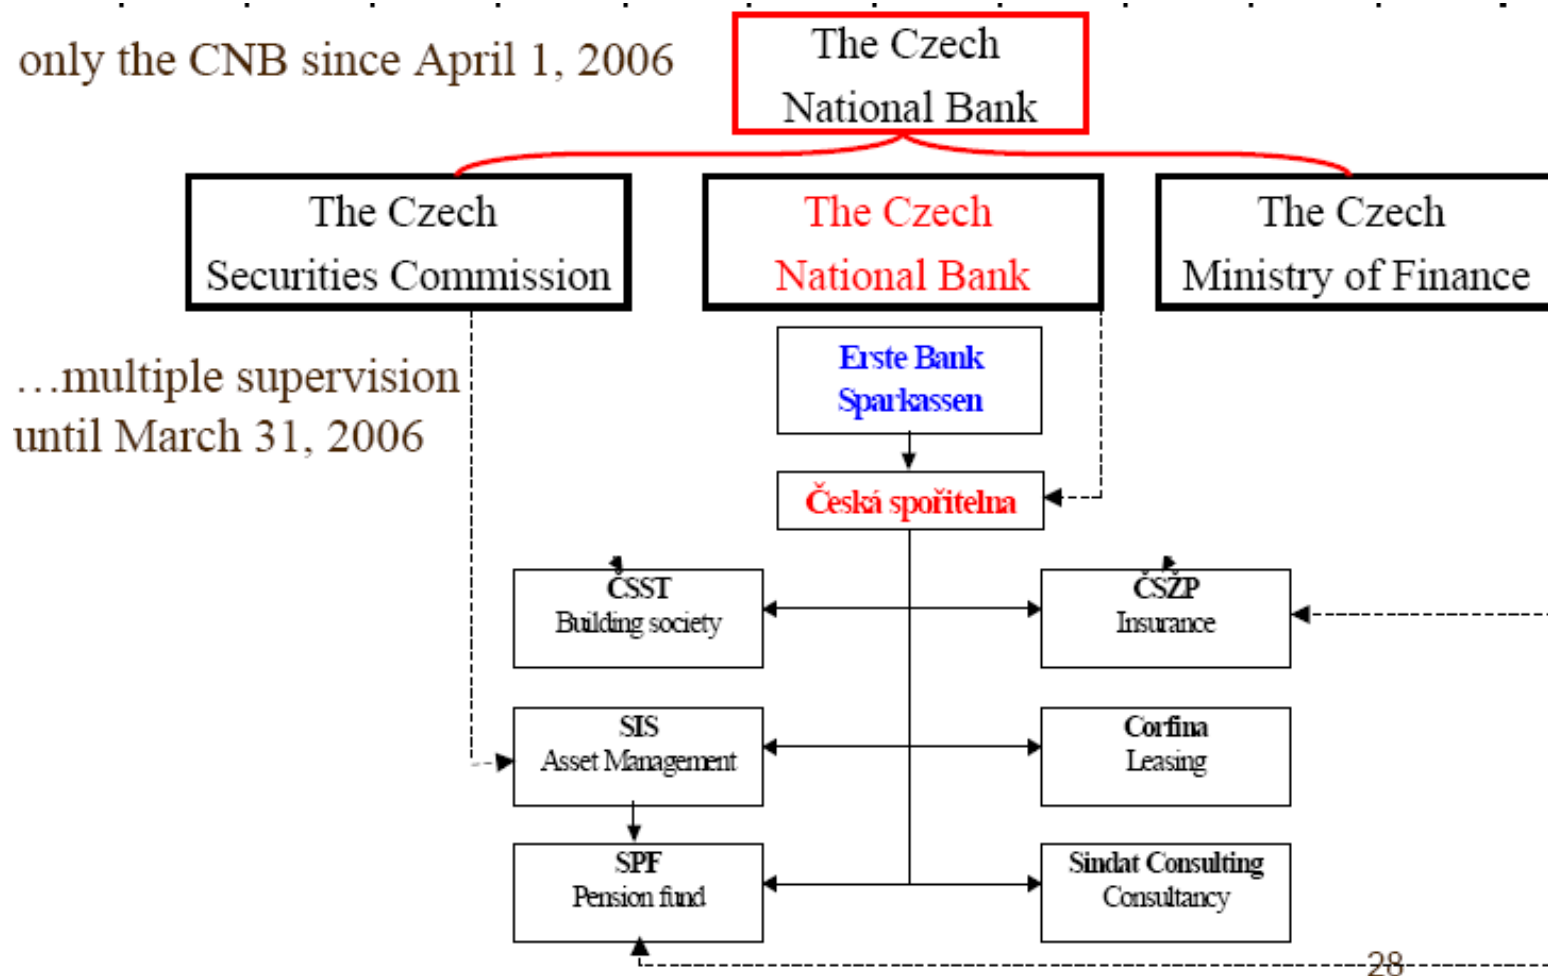 only the CNB since April 1, 2006
The Czech
National Bank
The Czech
Securities Commission
The Czech
National Bank
The Czech
Ministry of Finance
…multiple supervision
until March 31, 2006
Erste Bank
Sparkassen
Česká spořitelna
ČSST
Building society
ČSŽP
Insurance
SIS
Asset Management
Corfina
Leasing
SPF
Pension fund
Sindat Consulting
Consultancy
28